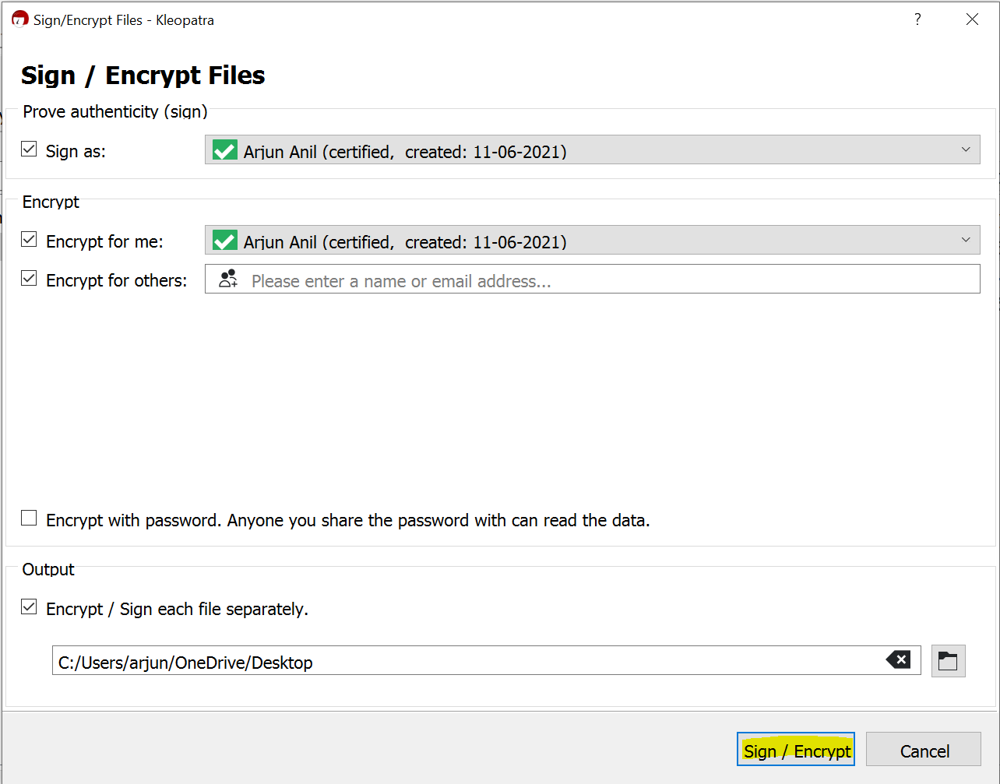 Sign/Encrypt Files - Kleopatra
?
Sign / Encrypt Files
Prove authenticity (sign)
Sign as:
Arjun Anil (certified, created: 11-06-2021)
Encrypt
Encrypt for me:
Arjun Anil (certified, created: 11-06-2021)
Encrypt for others:
Please enter a name or email address...
Encrypt with password. Anyone you share the password with can read the data.
Output
Encrypt / Sign each file separately.
C:/Users/arjun/OneDrive/Desktop
Sign / Encrypt
Cancel